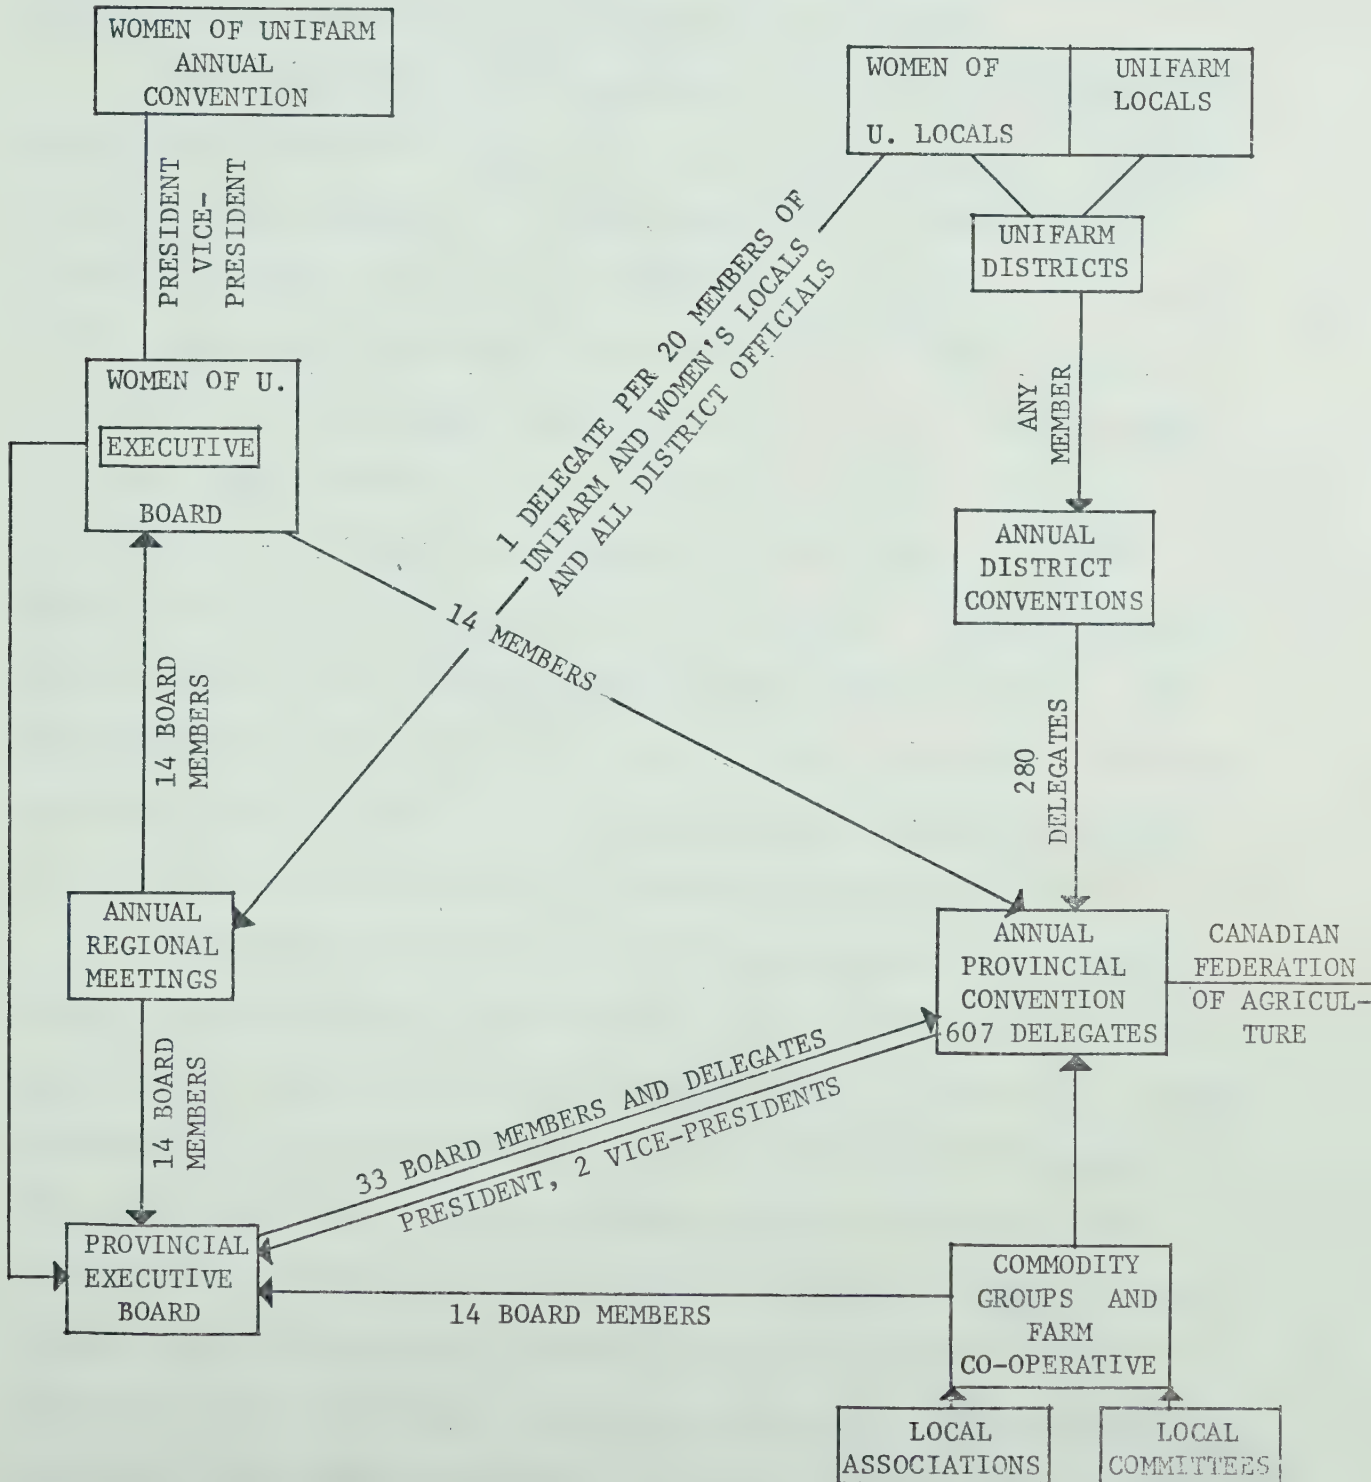 WOMEN OF UNIFARM
ANNUAL
CONVENTION
WOMEN OF
U. LOCALS
UNIFARM
LOCALS
PRESIDENT
VICE-
PRESIDENT
UNIFARM
DISTRICTS
1 DELEGATE PER 20 MEMBERS OF
UNIFARM AND WOMEN'S LOCALS
AND ALL DISTRICT OFFICIALS
ANY
MEMBER
WOMEN OF U.
EXECUTIVE
BOARD
ANNUAL
DISTRICT
CONVENTIONS
14 MEMBERS
14 BOARD
MEMBERS
280
DELEGATES
ANNUAL
REGIONAL
MEETINGS
ANNUAL
PROVINCIAL
CONVENTION
607 DELEGATES
CANADIAN
FEDERATION
OF AGRICUL-
TURE
14 BOARD
MEMBERS
33 BOARD MEMBERS AND DELEGATES
PRESIDENT, 2 VICE-PRESIDENTS
PROVINCIAL
EXECUTIVE
BOARD
14 BOARD MEMBERS
COMMODITY
GROUPS AND
FARM
CO-OPERATIVE
LOCAL
ASSOCIATIONS
LOCAL
COMMITTEES